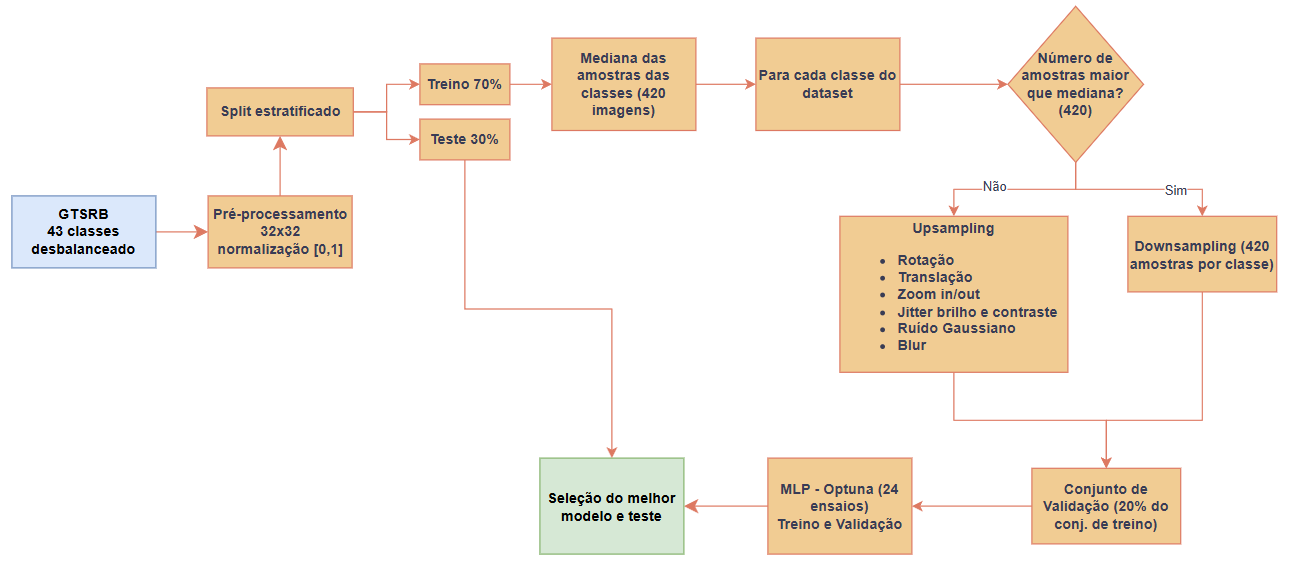 GTSRB
43 classes
desbalanceado
Pré-processamento
32x32
normalização [0,1]
Split estratificado
Treino 70%
Teste 30%
Mediana das
amostras das
classes (420
imagens)
Para cada classe do
dataset
Número de
amostras maior
que mediana?
(420)
Não
Sim
Upsampling
• Rotação
• Translação
• Zoom in/out
• Jitter brilho e contraste
• Ruído Gaussiano
• Blur
Downsampling (420
amostras por classe)
Conjunto de
Validação (20% do
conj. de treino)
MLP - Optuna (24
ensaios)
Treino e Validação
Seleção do melhor
modelo e teste